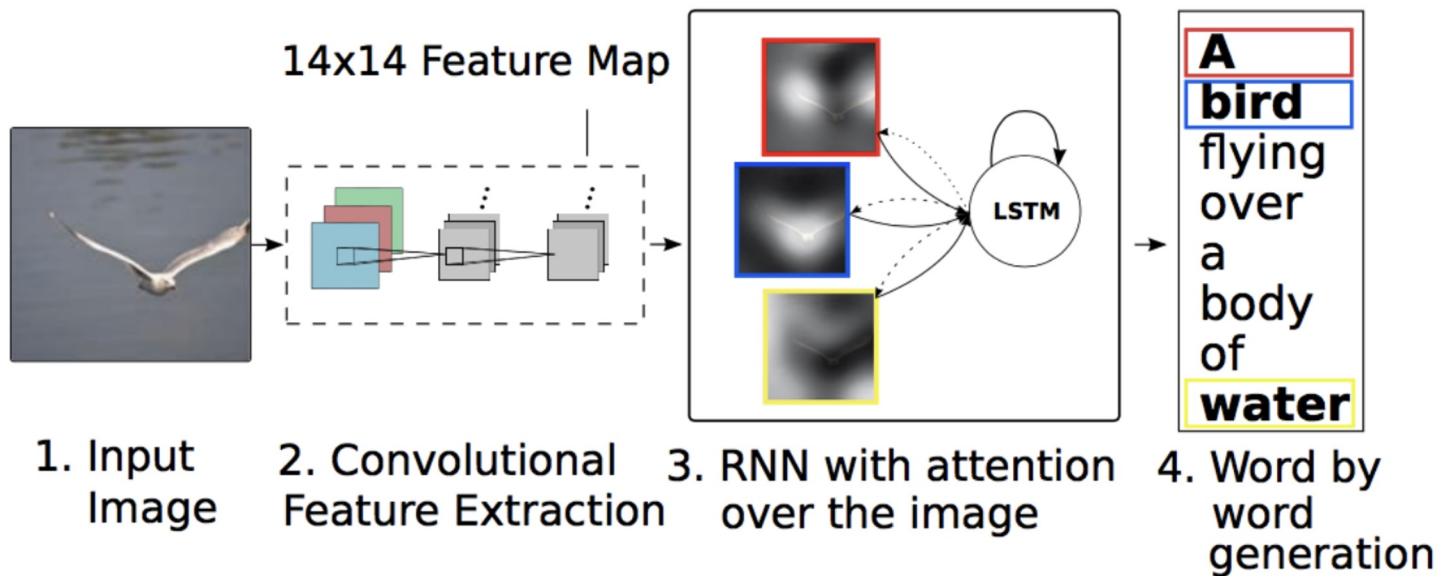 14x14 Feature Map
LSTM
A
bird
flying
over
a
body
of
water
1. Input
Image
2. Convolutional
Feature Extraction
3. RNN with attention
over the image
4. Word by
word
generation